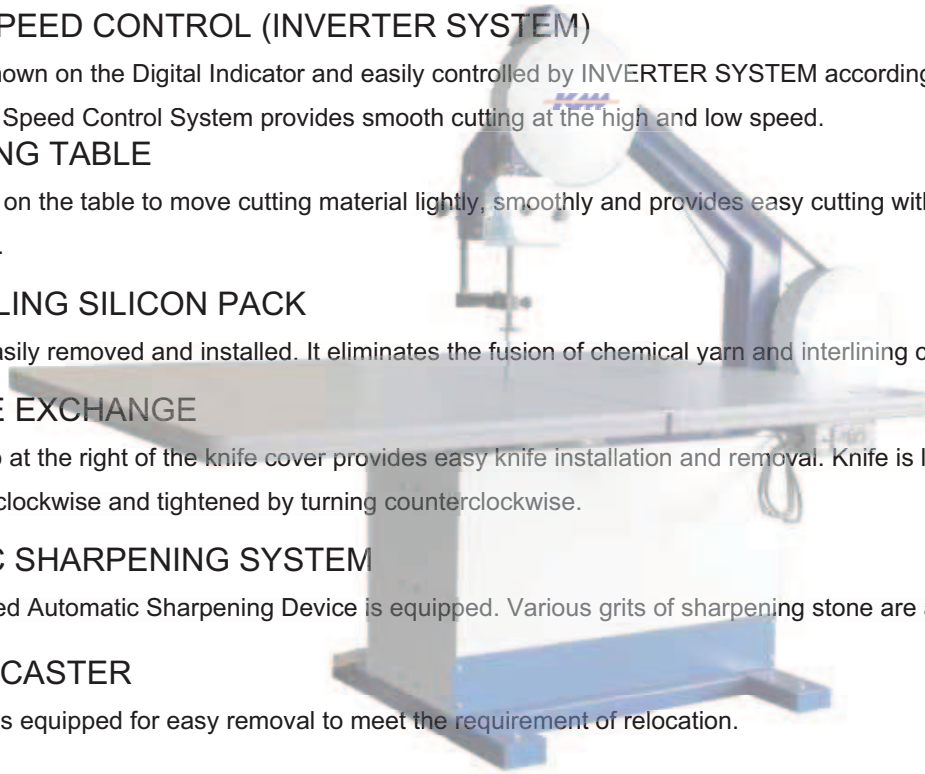 PEED CONTROL (INVERTER SYSTEM)
own on the Digital Indicator and easily controlled by INVERTER SYSTEM according
Speed Control System provides smooth cutting at the high and low speed.
KM
NG TABLE
on the table to move cutting material lightly, smoothly and provides easy cutting with
.
LING SILICON PACK
asily removed and installed. It eliminates the fusion of chemical yarn and interlining
E EXCHANGE
at the right of the knife cover provides easy knife installation and removal. Knife is
clockwise and tightened by turning counterclockwise.
C SHARPENING SYSTEM
ed Automatic Sharpening Device is equipped. Various grits of sharpening stone are
CASTER
s equipped for easy removal to meet the requirement of relocation.